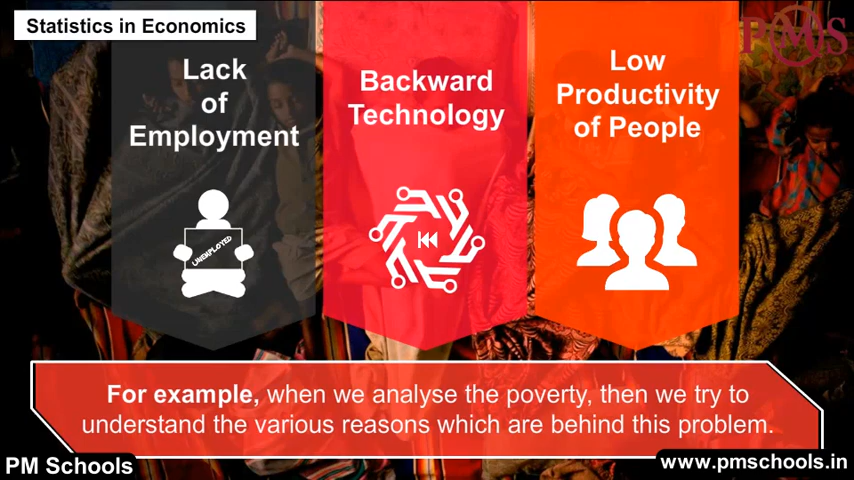 Statistics in Economics
PMS
Lack
of
Employment
UNEMPLOYED
Backward
Technology
Low
Productivity
of People
For example, when we analyse the poverty, then we try to
understand the various reasons which are behind this problem.
PM Schools
www.pmschools.in